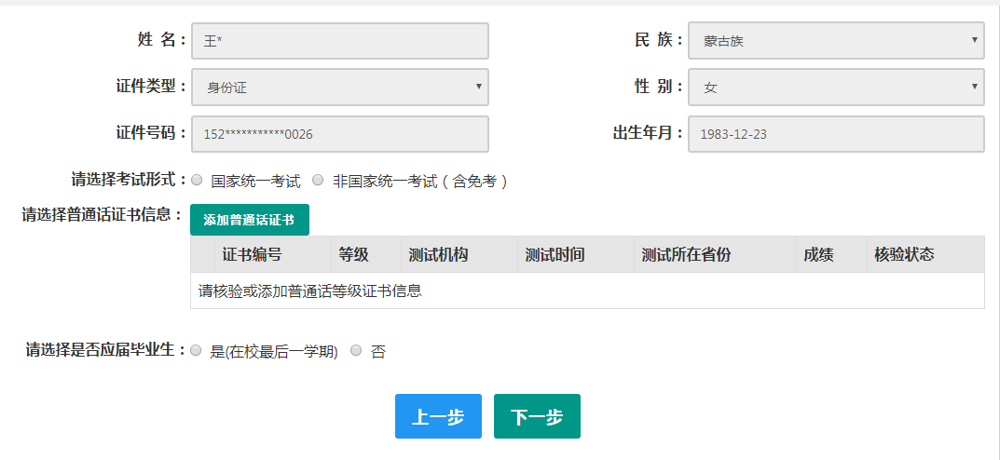 姓 名： 王* 民 族： 蒙古族
证件类型： 身份证 性 别： 女
证件号码： 152***********0026 出生年月： 1983-12-23
请选择考试形式： 国家统一考试 非国家统一考试（含免考）
请选择普通话证书信息： 添加普通话证书
证书编号 等级 测试机构 测试时间 测试所在省份 成绩 核验状态
请核验或添加普通话等级证书信息
请选择是否应届毕业生： 是(在校最后一学期) 否
上一步 下一步